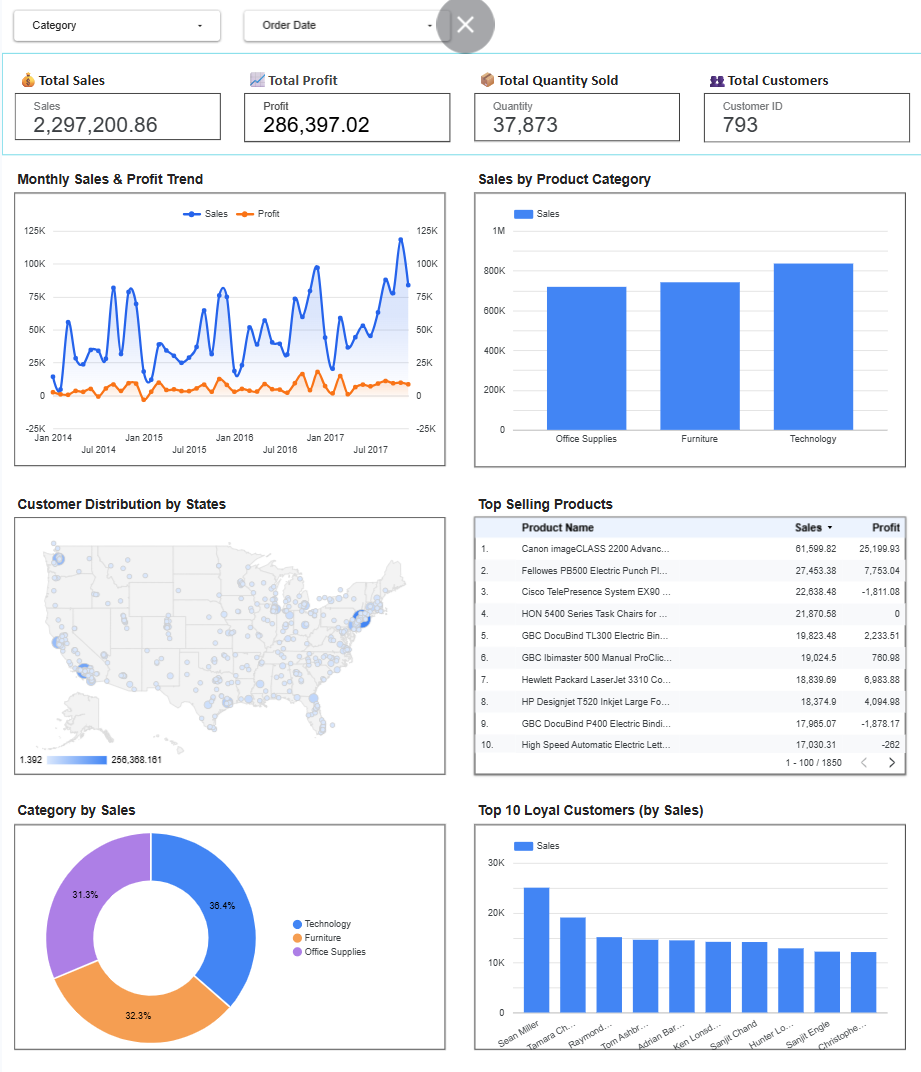 Category
Order Date
💰 Total Sales
📈 Total Profit
📦 Total Quantity Sold
👥 Total Customers
Sales
2,297,200.86
Profit
286,397.02
Quantity
37,873
Customer ID
793
Monthly Sales & Profit Trend
Sales Profit
125K 125K
100K 100K
75K 75K
50K 50K
25K 25K
0 0
-25K -25K
Jan 2014 Jan 2015 Jan 2016 Jan 2017
Jul 2014 Jul 2015 Jul 2016 Jul 2017
Sales by Product Category
Sales
1M
800K
600K
400K
200K
0
Office Supplies Furniture Technology
Customer Distribution by States
1.392 256,368.161
Top Selling Products
Product Name Sales Profit
1. Canon imageCLASS 2200 Advanc... 61,599.82 25,199.93
2. Fellowes PB500 Electric Punch Pl... 27,453.38 7,753.04
3. Cisco TelePresence System EX90 ... 22,638.48 -1,811.08
4. HON 5400 Series Task Chairs for ... 21,870.58 0
5. GBC DocuBind TL300 Electric Bin... 19,823.48 2,233.51
6. GBC Ibimaster 500 Manual ProClic... 19,024.5 760.98
7. Hewlett Packard LaserJet 3310 Co... 18,839.69 6,983.88
8. HP Designjet T520 Inkjet Large Fo... 18,374.9 4,094.98
9. GBC DocuBind P400 Electric Bindi... 17,965.07 -1,878.17
10. High Speed Automatic Electric Lett... 17,030.31 -262
1 - 100 / 1850
Category by Sales
31.3%
36.4%
32.3%
Technology
Furniture
Office Supplies
Top 10 Loyal Customers (by Sales)
Sales
30K
20K
10K
0
Sean Miller
Tamara Ch...
Raymond...
Tom Ashbr...
Adrian Bar...
Ken Lonsd...
Sanjit Chand
Hunter Lo...
Sanjit Engle
Christophe...